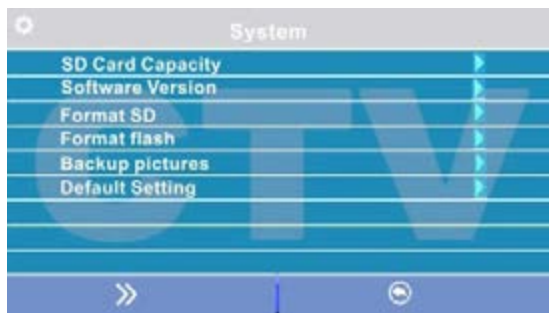 System
SD Card Capacity
Software Version
Format SD
Format flash
Backup pictures
Default Setting
CTV